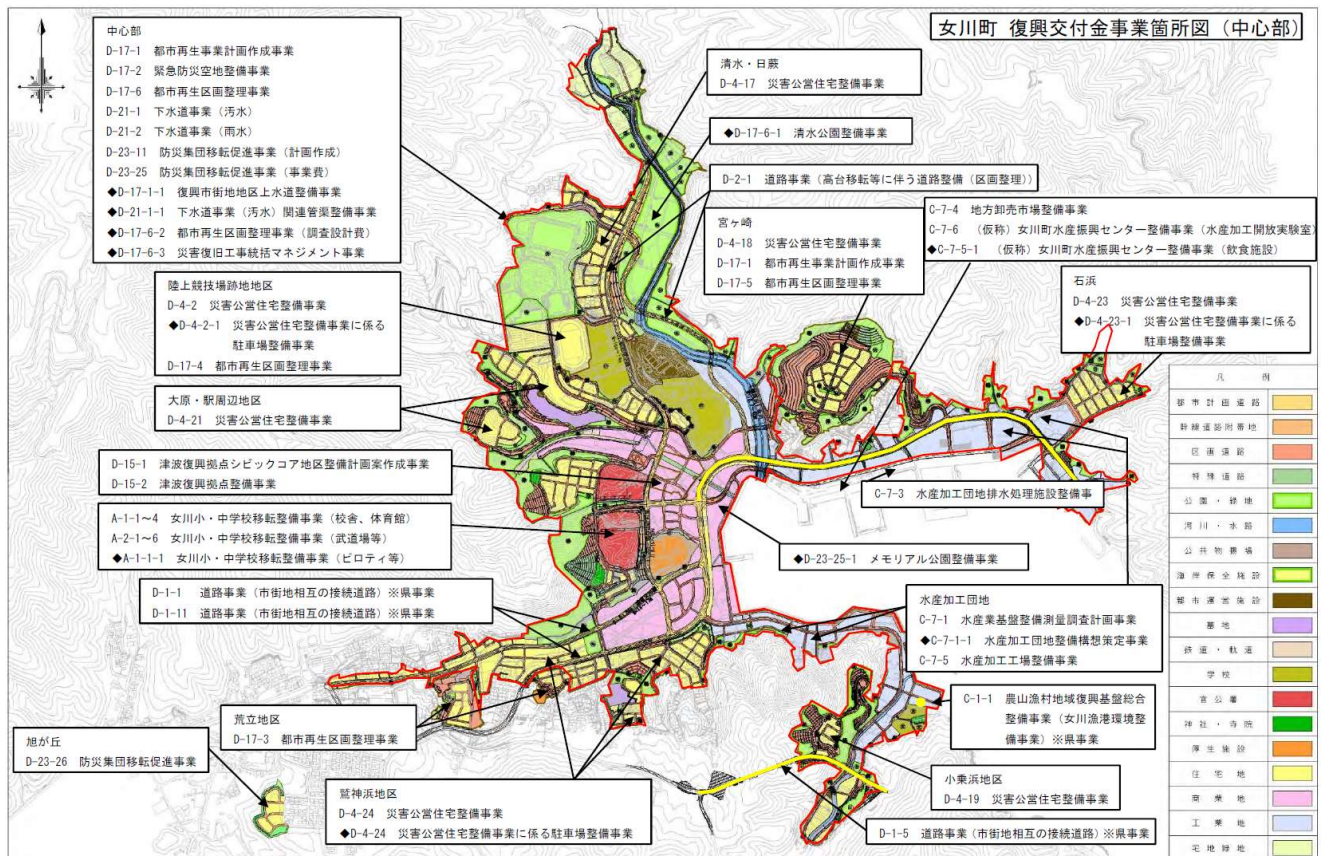 女川町 復興交付金事業箇所図（中心部）
中心部
D-17-1 都市再生事業計画作成事業
D-17-2 緊急防災空地整備事業
D-17-6 都市再生区画整理事業
D-21-1 下水道事業（汚水）
D-21-2 下水道事業（雨水）
D-23-11 防災集団移転促進事業（計画作成）
D-23-25 防災集団移転促進事業（事業費）
◆D-17-1-1 復興市街地地区上水道整備事業
◆D-21-1-1 下水道事業（汚水）関連管渠整備事業
◆D-17-6-2 都市再生区画整理事業（調査設計費）
◆D-17-6-3 災害復旧工事統括マネジメント事業
清水・日蕨
D-4-17 災害公営住宅整備事業
◆D-17-6-1 清水公園整備事業
D-2-1 道路事業（高台移転等に伴う道路整備（区画整理））
宮ヶ崎
D-4-18 災害公営住宅整備事業
D-17-1 都市再生事業計画作成事業
D-17-5 都市再生区画整理事業
C-7-4 地方卸売市場整備事業
C-7-6 （仮称）女川町水産振興センター整備事業（水産加工開放実験室）
◆C-7-5-1 （仮称）女川町水産振興センター整備事業（飲食施設）
石浜
D-4-23 災害公営住宅整備事業
◆D-4-23-1 災害公営住宅整備事業に係る
駐車場整備事業
陸上競技場跡地地区
D-4-2 災害公営住宅整備事業
◆D-4-2-1 災害公営住宅整備事業に係る
駐車場整備事業
D-17-4 都市再生区画整理事業
大原・駅周辺地区
D-4-21 災害公営住宅整備事業
D-15-1 津波復興拠点シビックコア地区整備計画案作成事業
D-15-2 津波復興拠点整備事業
A-1-1～4 女川小・中学校移転整備事業（校舎、体育館）
A-2-1～6 女川小・中学校移転整備事業（武道場等）
◆A-1-1-1 女川小・中学校移転整備事業（ピロティ等）
D-1-1 道路事業（市街地相互の接続道路）※県事業
D-1-11 道路事業（市街地相互の接続道路）※県事業
C-7-3 水産加工団地排水処理施設整備事
◆D-23-25-1 メモリアル公園整備事業
水産加工団地
C-7-1 水産業基盤整備測量調査計画事業
◆C-7-1-1 水産加工団地整備構想策定事業
C-7-5 水産加工工場整備事業
C-1-1 農山漁村地域復興基盤総合
整備事業（女川漁港環境整
備事業）※県事業
荒立地区
D-17-3 都市再生区画整理事業
旭が丘
D-23-26 防災集団移転促進事業
鷲神浜地区
D-4-24 災害公営住宅整備事業
◆D-4-24 災害公営住宅整備事業に係る駐車場整備事業
小乗浜地区
D-4-19 災害公営住宅整備事業
D-1-5 道路事業（市街地相互の接続道路）※県事業
凡例
都市計画道路
幹線道路附帯地
区画道路
特殊道路
公園・緑地
河川・水路
公共物揚場
海岸保全施設
都市運営施設
墓地
鉄道・軌道
学校
官公署
神社・寺院
厚生施設
住宅地
商業地
工業地
宅地緑地